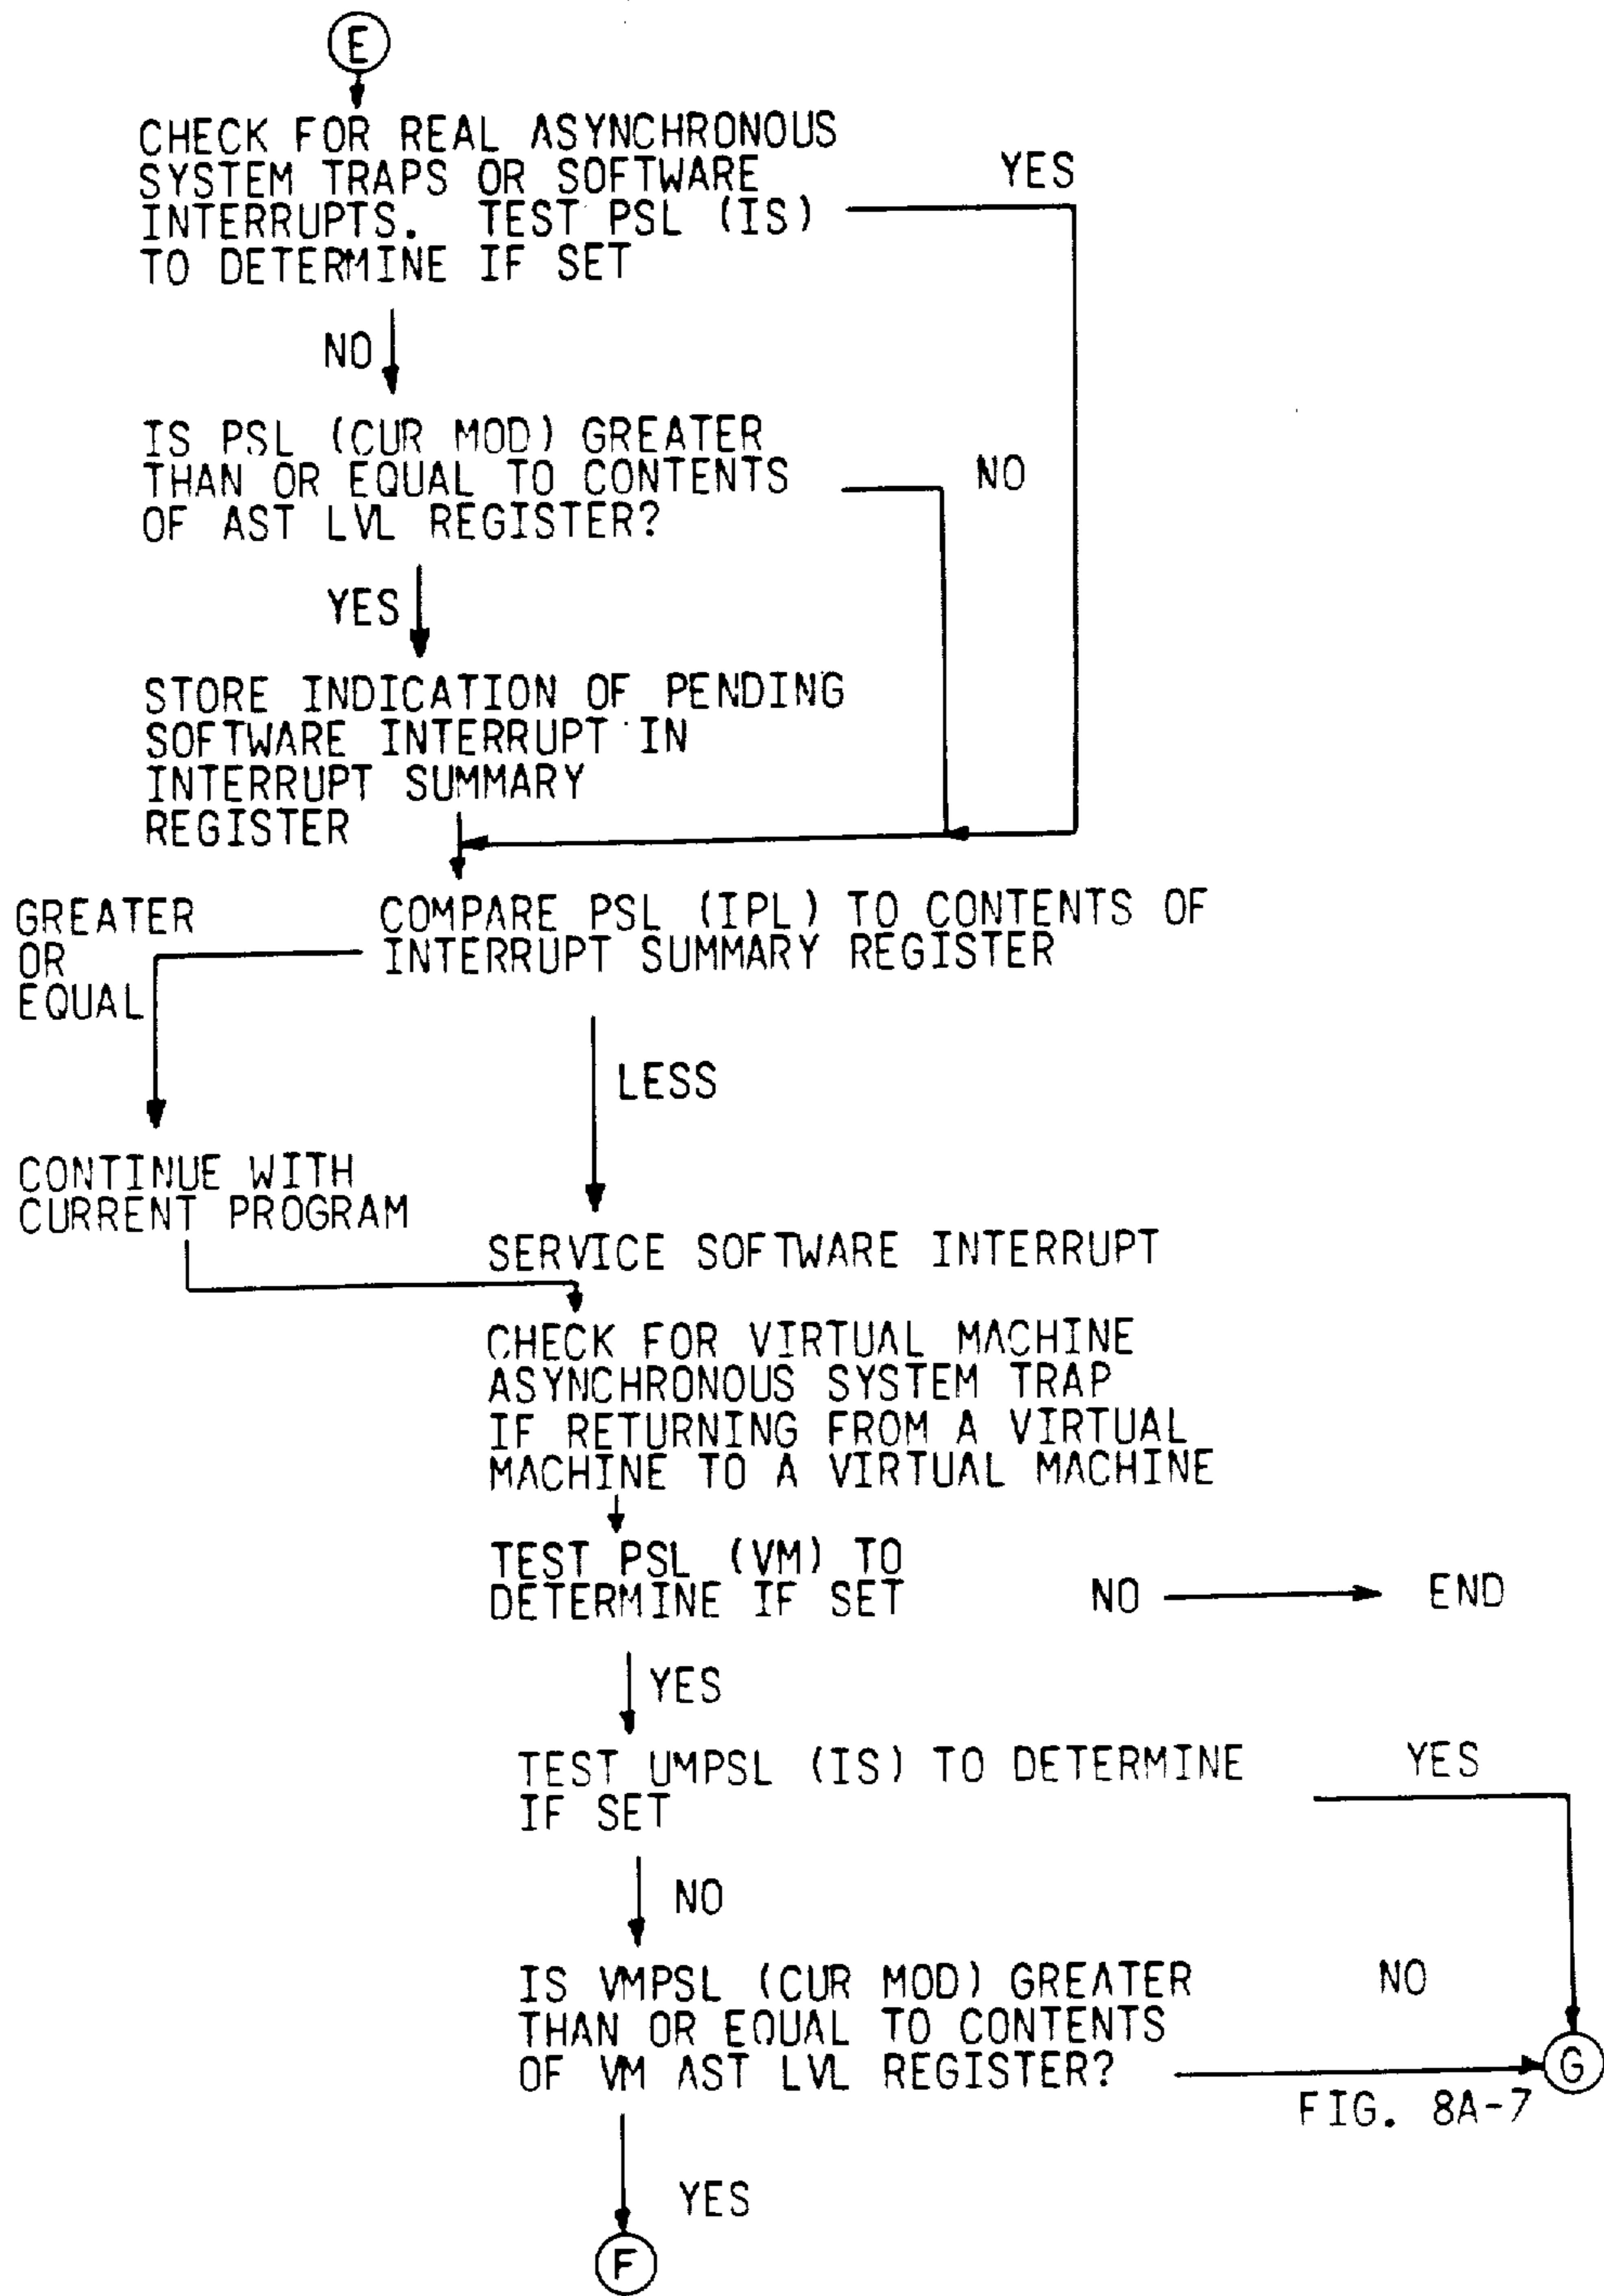 E
CHECK FOR REAL ASYNCHRONOUS
SYSTEM TRAPS OR SOFTWARE
INTERRUPTS. TEST PSL (IS)
TO DETERMINE IF SET
YES
NO
IS PSL (CUR MOD) GREATER
THAN OR EQUAL TO CONTENTS
OF AST LVL REGISTER?
NO
YES
STORE INDICATION OF PENDING
SOFTWARE INTERRUPT IN
INTERRUPT SUMMARY
REGISTER
GREATER
OR
EQUAL
COMPARE PSL (IPL) TO CONTENTS OF
INTERRUPT SUMMARY REGISTER
LESS
CONTINUE WITH
CURRENT PROGRAM
SERVICE SOFTWARE INTERRUPT
CHECK FOR VIRTUAL MACHINE
ASYNCHRONOUS SYSTEM TRAP
IF RETURNING FROM A VIRTUAL
MACHINE TO A VIRTUAL MACHINE
TEST PSL (VM) TO
DETERMINE IF SET
NO
END
YES
TEST UMPSL (IS) TO DETERMINE
IF SET
YES
NO
IS VMPSL (CUR MOD) GREATER
THAN OR EQUAL TO CONTENTS
OF VM AST LVL REGISTER?
NO
G
FIG. 8A-7
YES
F